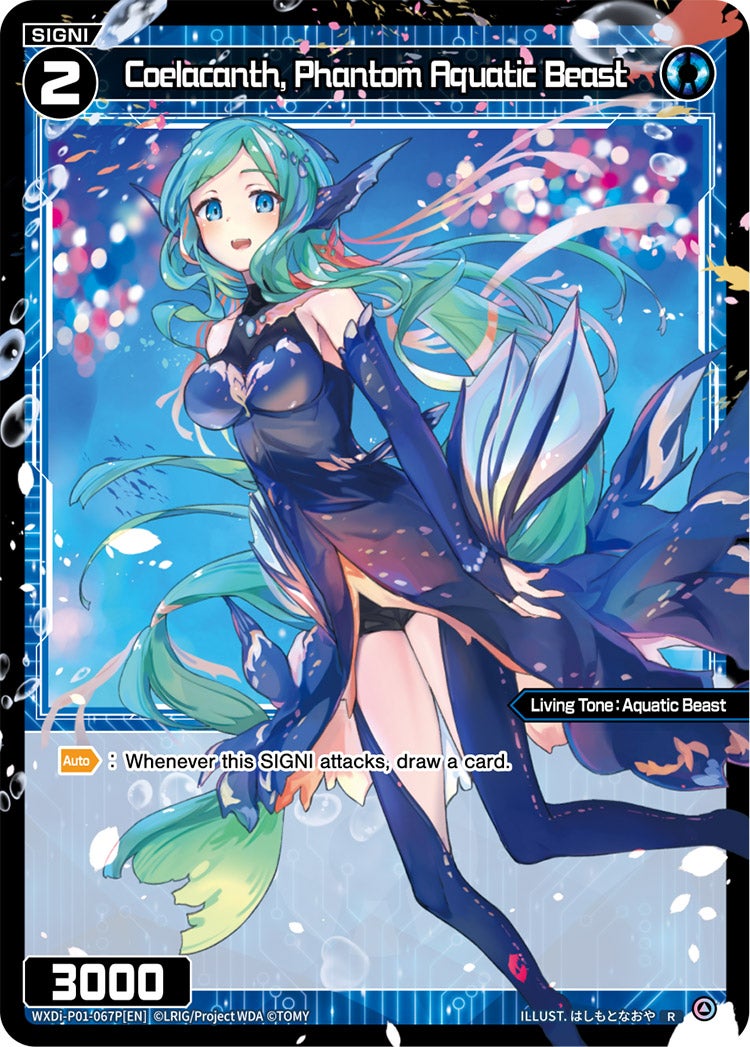 SIGNI
2
Coelacanth, Phantom Aquatic Beast
Living Tone:Aquatic Beast
Auto : Whenever this SIGNI attacks, draw a card.
3000
WXDi-P01-067P[EN] ©LRIG/Project WDA ©TOMY
ILLUST. はしもとなおや R